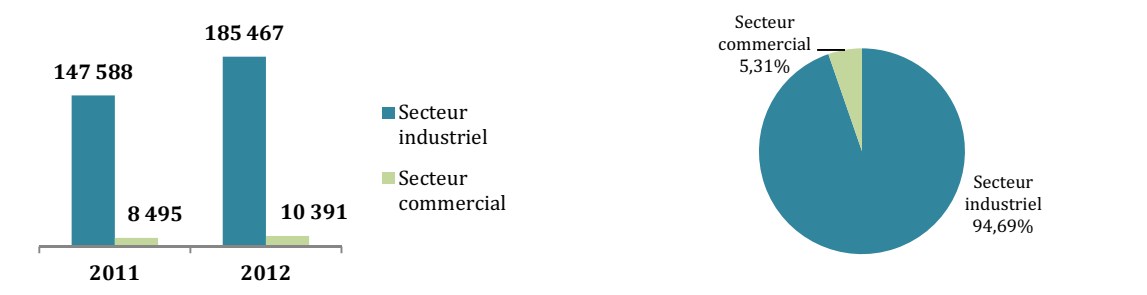 185 467
147 588
8 495
10 391
2011
2012
Secteur
industriel
Secteur
commercial
Secteur
commercial
5,31%
Secteur
industriel
94,69%